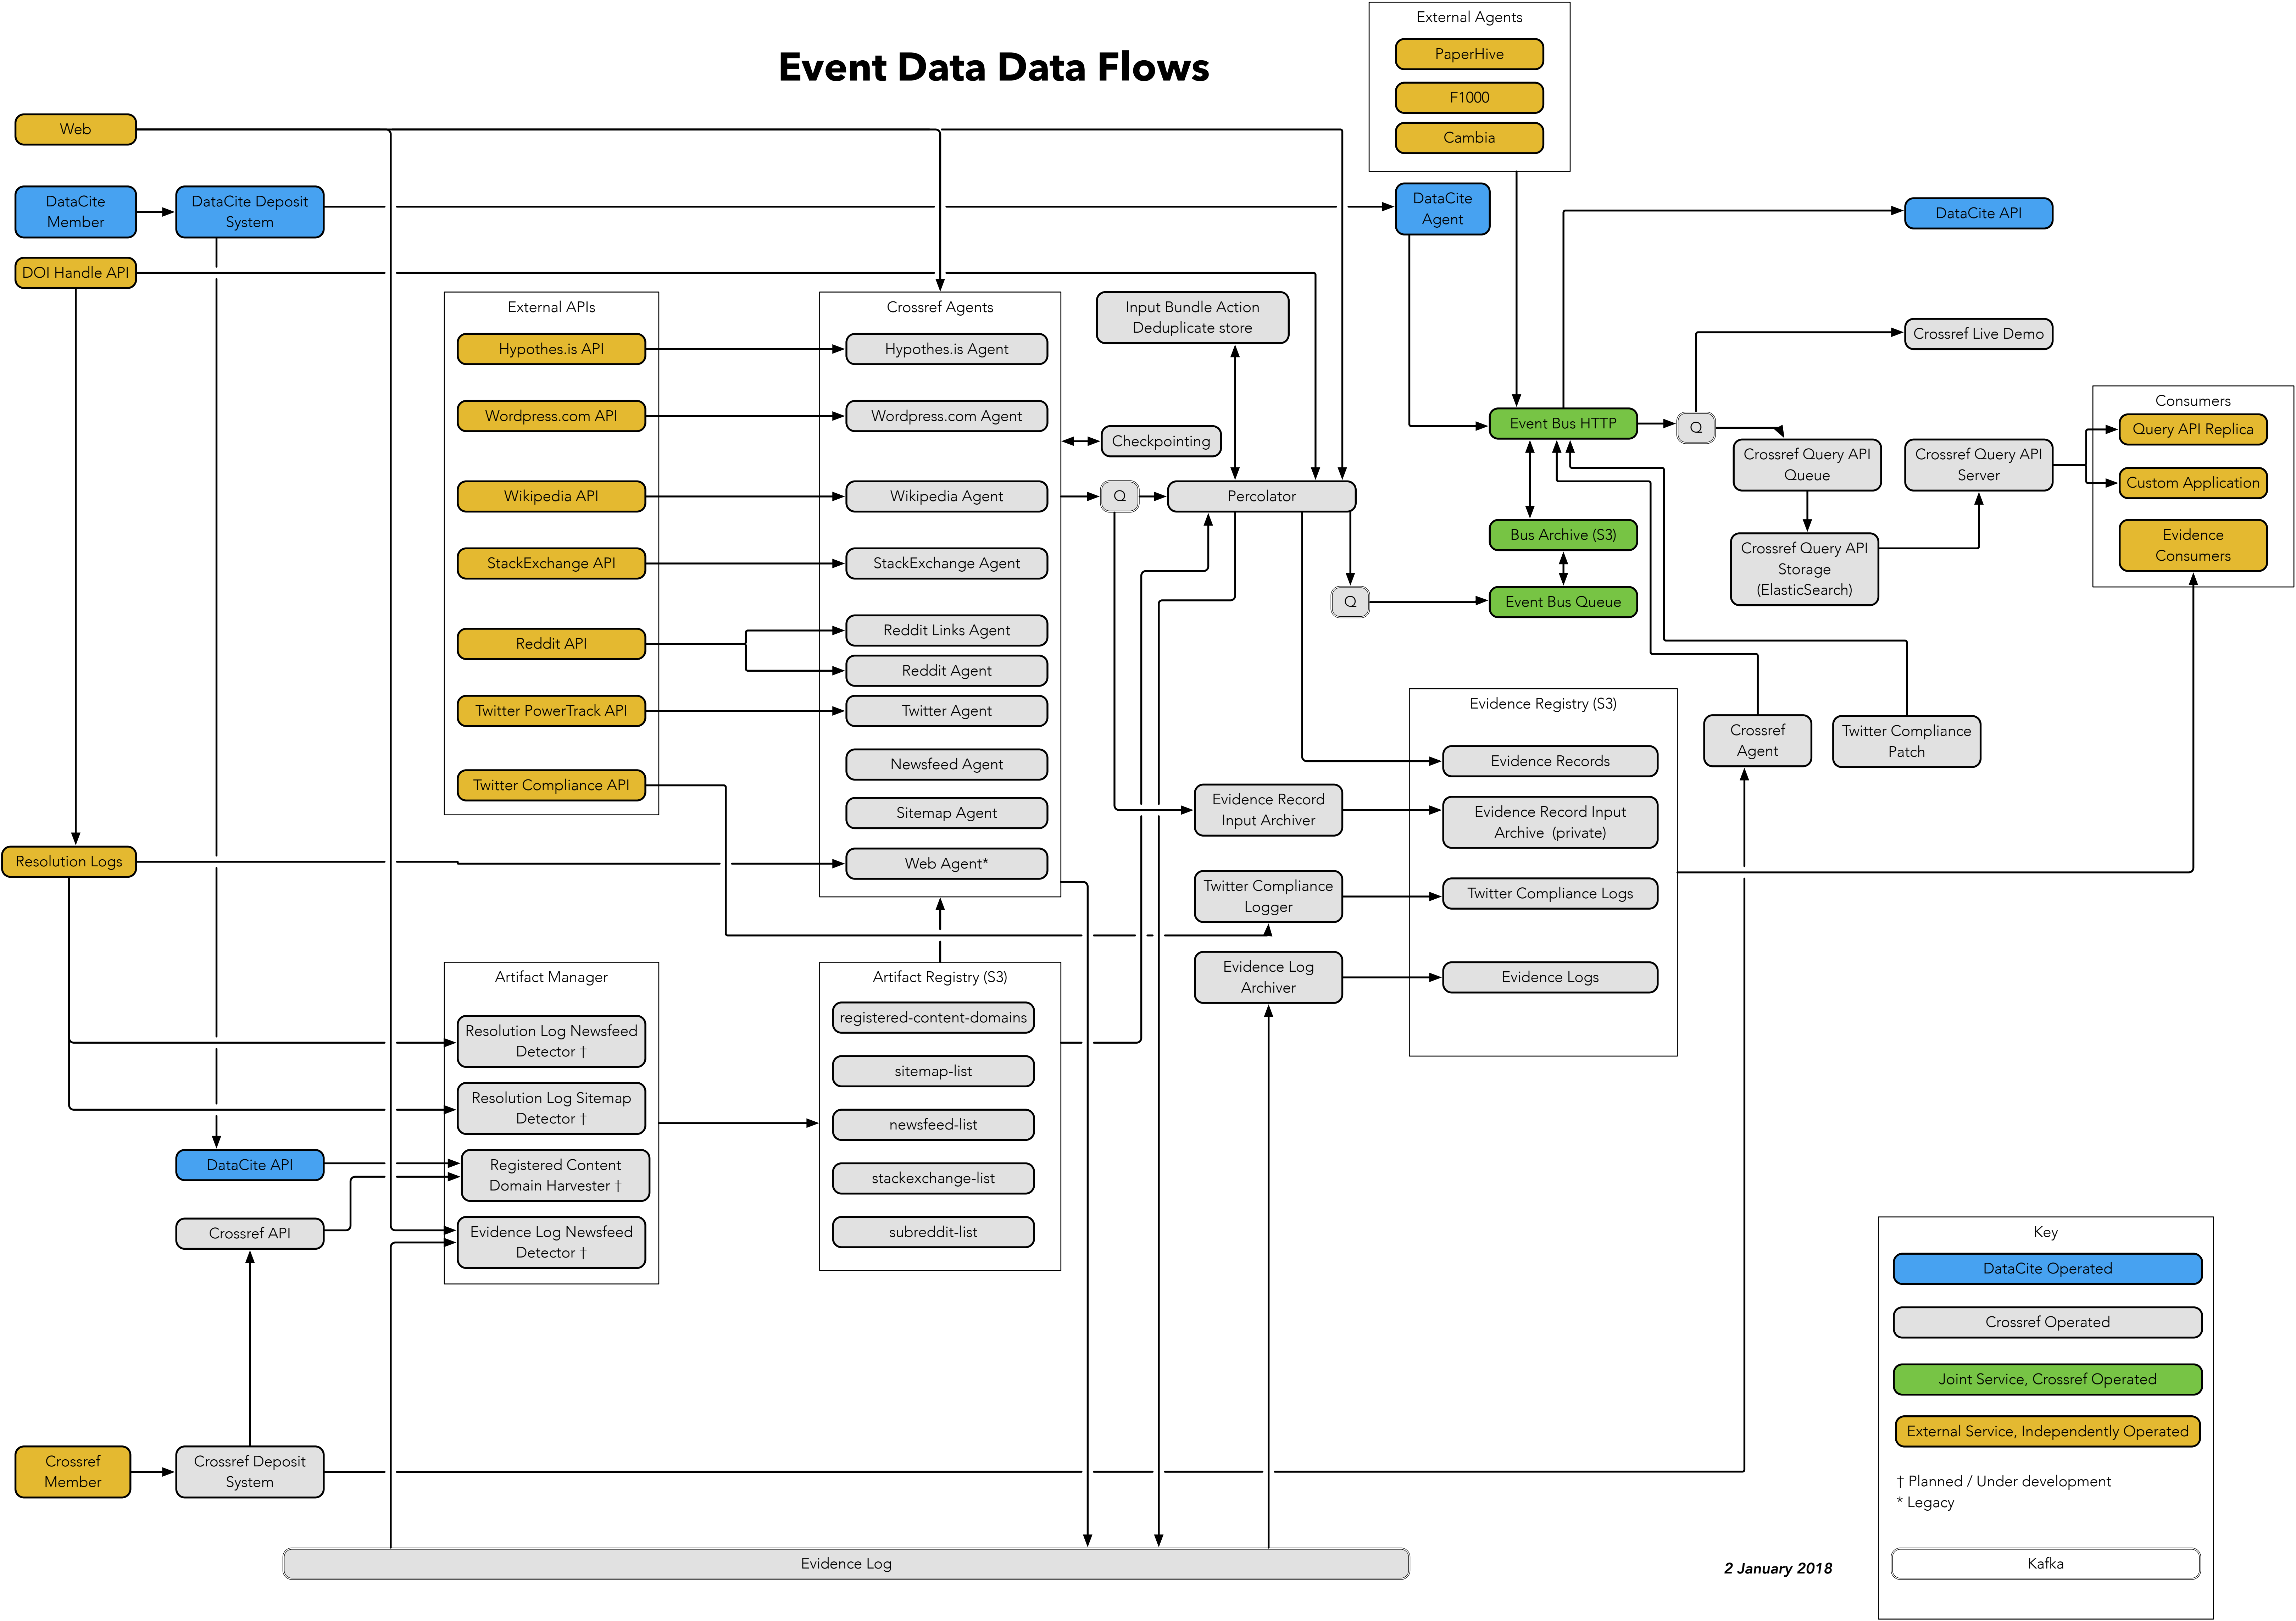 Event Data Data Flows
External Agents
PaperHive
F1000
Cambia
Web
DataCite
Member
DataCite Deposit
System
DataCite
Agent
DataCite API
DOI Handle API
External APIs
Hypothes.is API
Wordpress.com API
Wikipedia API
StackExchange API
Reddit API
Twitter PowerTrack API
Twitter Compliance API
Crossref Agents
Hypothes.is Agent
Wordpress.com Agent
Wikipedia Agent
StackExchange Agent
Reddit Links Agent
Reddit Agent
Twitter Agent
Newsfeed Agent
Sitemap Agent
Web Agent*
Input Bundle Action
Deduplicate store
Checkpointing
Q
Percolator
Q
Event Bus HTTP
Bus Archive (S3)
Event Bus Queue
Q
Crossref Live Demo
Crossref Query API
Queue
Crossref Query API
Storage
(ElasticSearch)
Crossref Query API
Server
Consumers
Query API Replica
Custom Application
Evidence
Consumers
Evidence Registry (S3)
Evidence Records
Evidence Record Input
Archive (private)
Twitter Compliance Logs
Evidence Logs
Evidence Record
Input Archiver
Twitter Compliance
Logger
Evidence Log
Archiver
Crossref
Agent
Twitter Compliance
Patch
Resolution Logs
Artifact Manager
Resolution Log Newsfeed
Detector †
Resolution Log Sitemap
Detector †
Registered Content
Domain Harvester †
Evidence Log Newsfeed
Detector †
Artifact Registry (S3)
registered-content-domains
sitemap-list
newsfeed-list
stackexchange-list
subreddit-list
DataCite API
Crossref API
Crossref
Member
Crossref Deposit
System
Evidence Log
2 January 2018
Key
DataCite Operated
Crossref Operated
Joint Service, Crossref Operated
External Service, Independently Operated
† Planned / Under development
* Legacy
Kafka